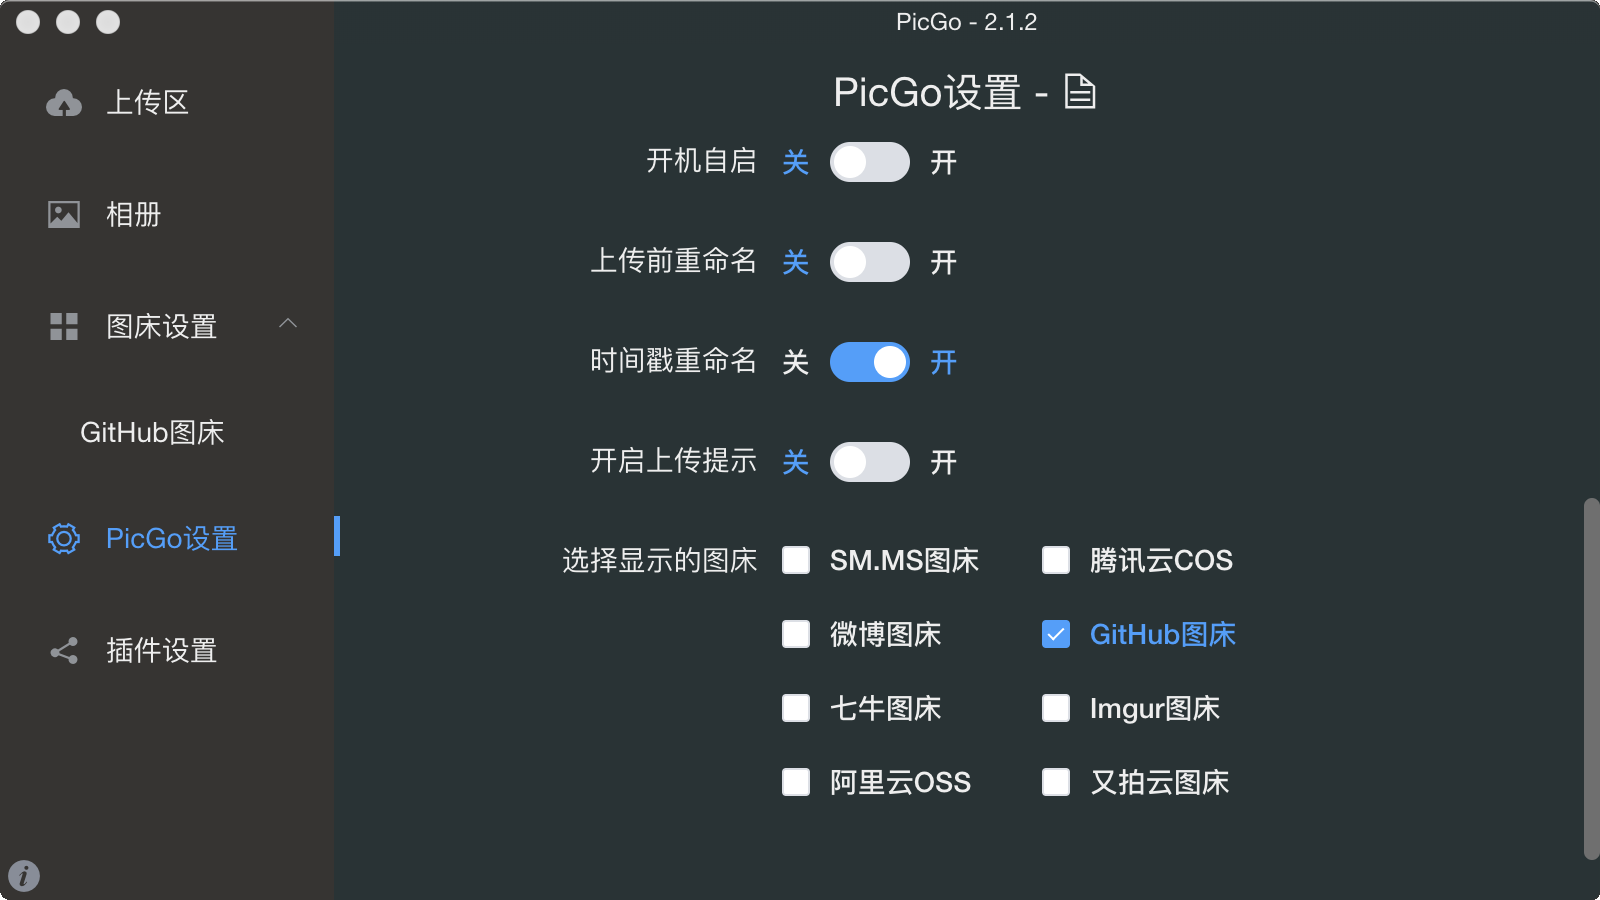 PicGo - 2.1.2
上传区
相册
图床设置
GitHub图床
PicGo设置
插件设置
PicGo设置 -
开机自启 关 开
上传前重命名 关 开
时间戳重命名 关 开
开启上传提示 关 开
选择显示的图床 SM.MS图床 腾讯云COS
微博图床 GitHub图床
七牛图床 Imgur图床
阿里云OSS 又拍云图床